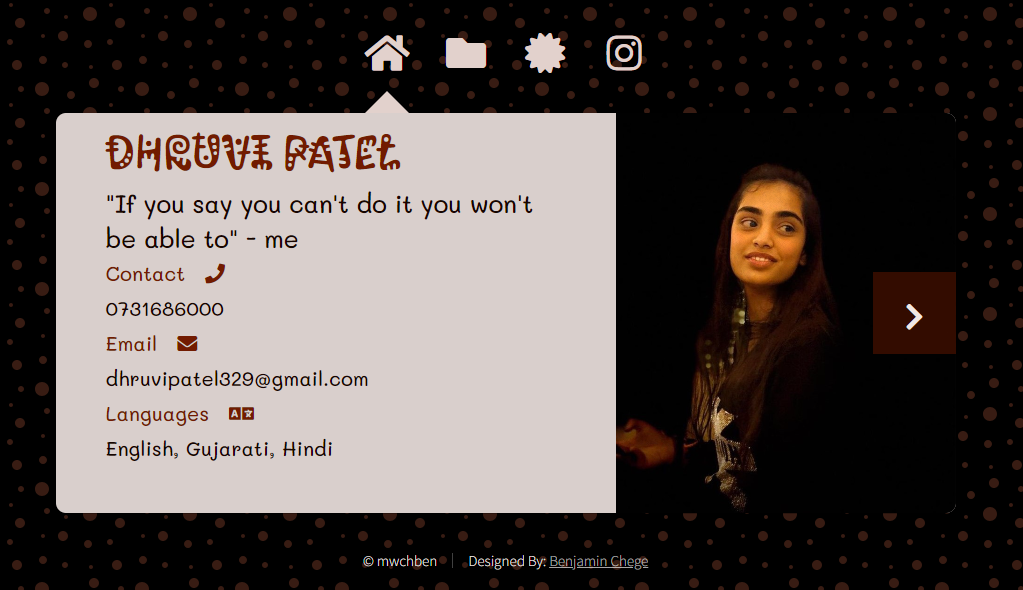 DHRUVI PATEL
"If you say you can't do it you won't
be able to" - me
Contact
0731686000
Email
dhruvipatel329@gmail.com
Languages
English, Gujarati, Hindi
© mwchben Designed By: Benjamin Chege